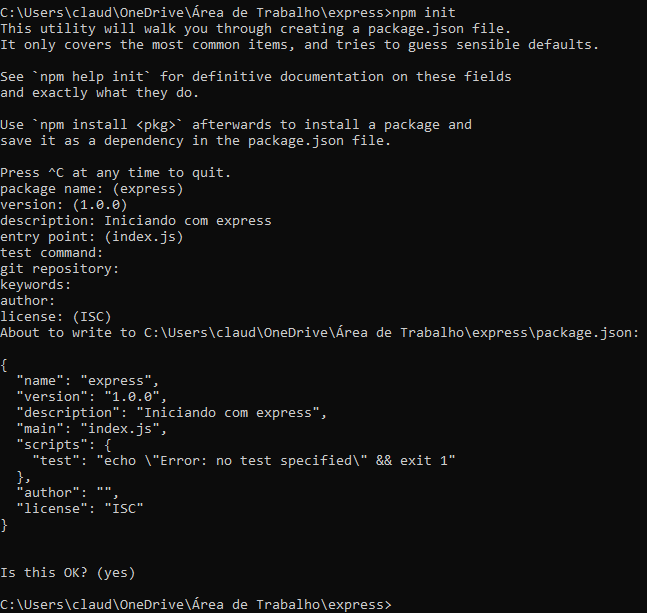 C:\Users\claud\OneDrive\Área de Trabalho\express>npm init
This utility will walk you through creating a package.json file.
It only covers the most common items, and tries to guess sensible defaults.
See `npm help init` for definitive documentation on these fields
and exactly what they do.
Use `npm install <pkg>` afterwards to install a package and
save it as a dependency in the package.json file.
Press ^C at any time to quit.
package name: (express)
version: (1.0.0)
description: Iniciando com express
entry point: (index.js)
test command:
git repository:
keywords:
author:
license: (ISC)
About to write to C:\Users\claud\OneDrive\Área de Trabalho\express\package.json:
{
  "name": "express",
  "version": "1.0.0",
  "description": "Iniciando com express",
  "main": "index.js",
  "scripts": {
    "test": "echo \"Error: no test specified\" && exit 1"
  },
  "author": "",
  "license": "ISC"
}
Is this OK? (yes)
C:\Users\claud\OneDrive\Área de Trabalho\express>